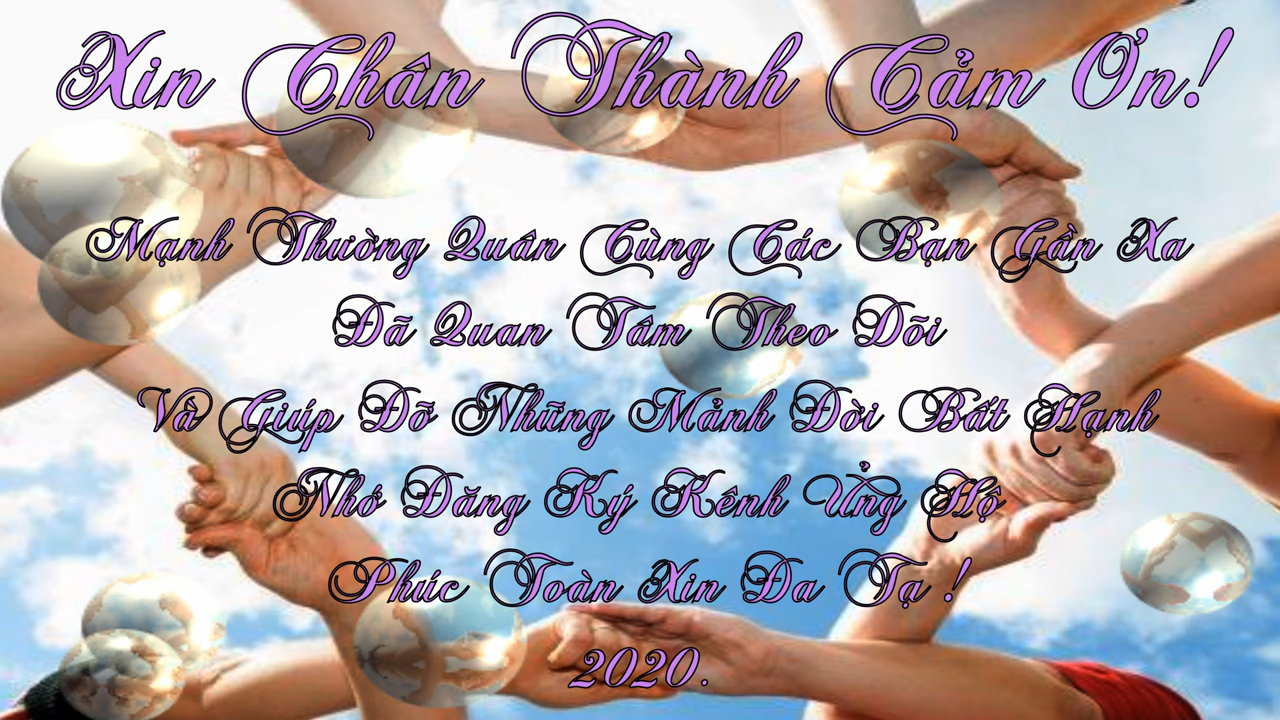 Xin Chân Thành Cảm Ơn!
Mạnh Thường Quân Cùng Các Bạn Gần Xa
Đã Quan Tâm Theo Dõi
Và Giúp Đỡ Những Mảnh Đời Bất Hạnh
Nhớ Đăng Ký Kênh Ủng Hộ
Phúc Toàn Xin Đa Tạ !
2020.